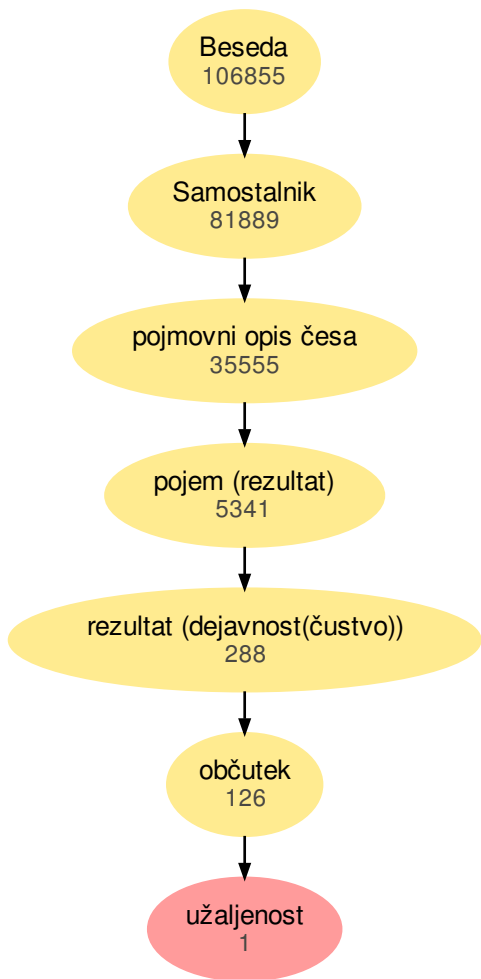 Beseda
106855
Samostalnik
81889
pojmovni opis česa
35555
pojem (rezultat)
5341
rezultat (dejavnost(čustvo))
288
občutek
126
užaljenost
1